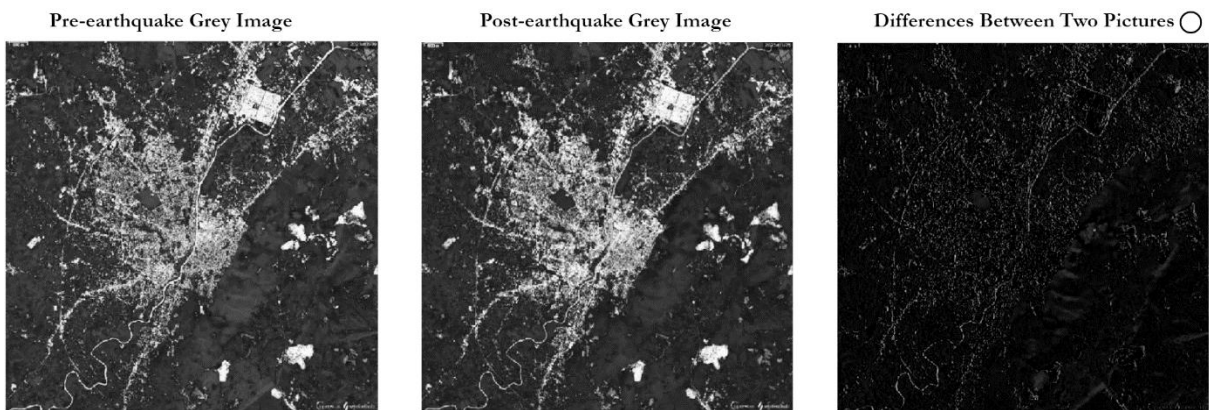 Pre-earthquake Grey Image
Post-earthquake Grey Image
Differences Between Two Pictures